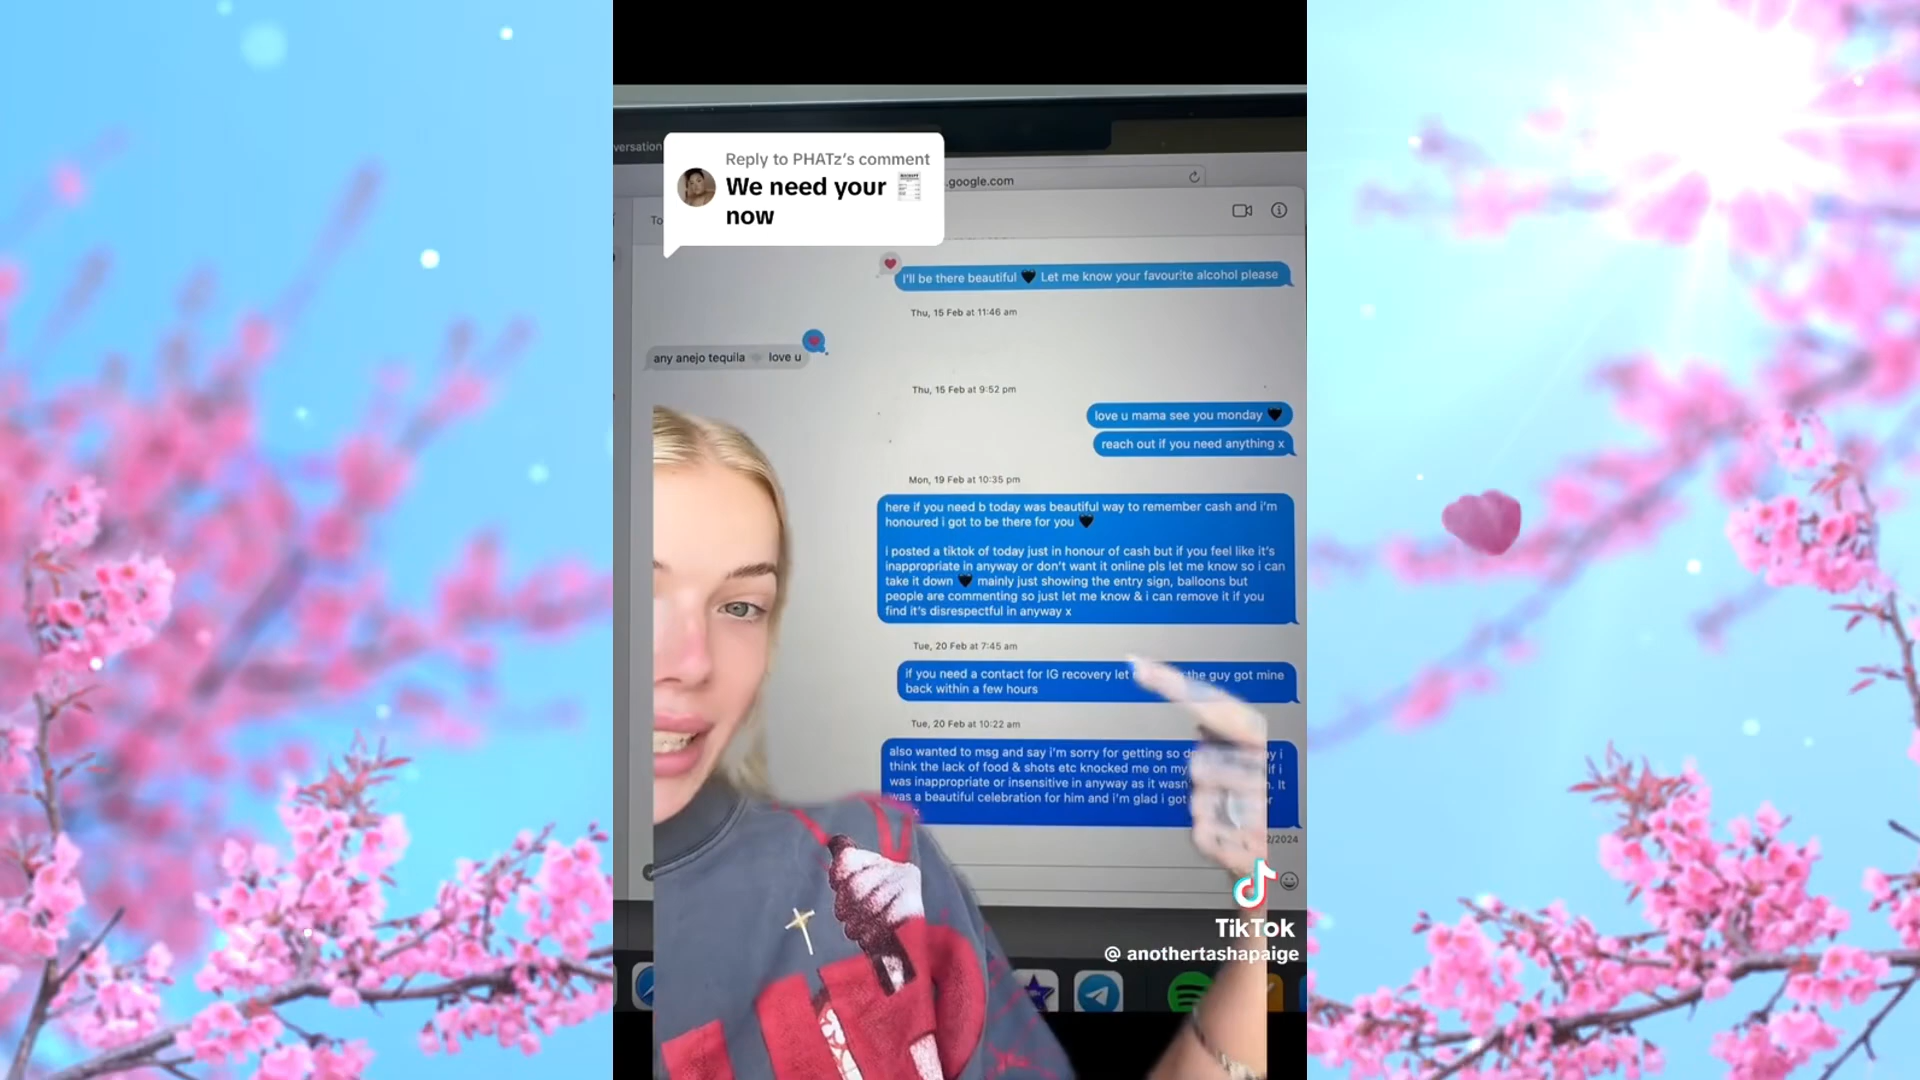 Reply to PHATz's comment
We need your
now
versation
.google.com
To
I'll be there beautiful 🖤 Let me know your favourite alcohol please
Thu, 15 Feb at 11:46 am
any anejo tequila 🤍 love u
Thu, 15 Feb at 9:52 pm
love u mama see you monday 🖤
reach out if you need anything x
Mon, 19 Feb at 10:35 pm
here if you need b today was beautiful way to remember cash and i'm
honoured i got to be there for you 🖤
i posted a tiktok of today just in honour of cash but if you feel like it's
inappropriate in anyway or don't want it online pls let me know so i can
take it down 🖤 mainly just showing the entry sign, balloons but
people are commenting so just let me know & i can remove it if you
find it's disrespectful in anyway x
Tue, 20 Feb at 7:45 am
if you need a contact for IG recovery let the guy got mine
back within a few hours
Tue, 20 Feb at 10:22 am
also wanted to msg and say i'm sorry for getting so i
think the lack of food & shots etc knocked me on my if i
was inappropriate or insensitive in anyway as it It
was a beautiful celebration for him and i'm glad i got
x
2/2024
TikTok
@ anothertashapaige